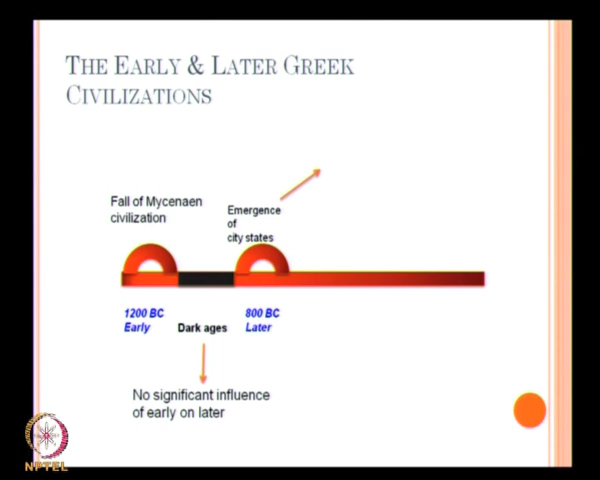 THE EARLY & LATER GREEK
CIVILIZATIONS
Fall of Mycenaen
civilization
Emergence
of
city states
1200 BC
Early
Dark ages
800 BC
Later
No significant influence
of early on later
NPTEL